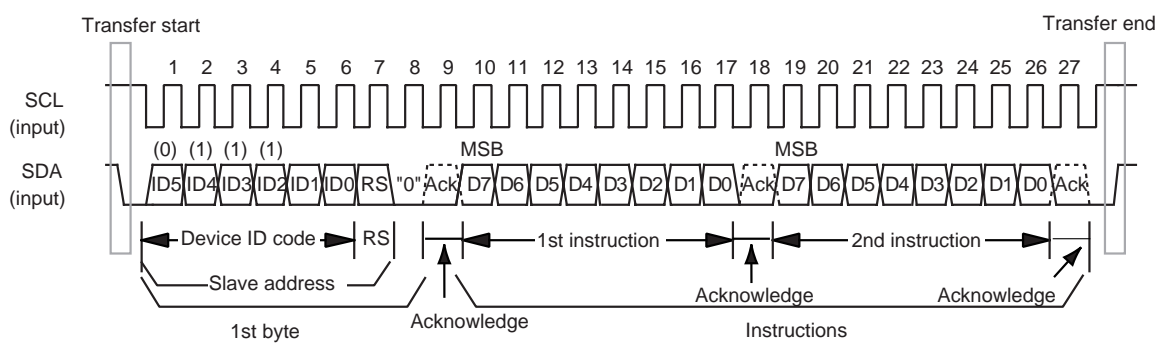 Transfer start
Transfer end
1 2 3 4 5 6 7 8 9 10 11 12 13 14 15 16 17 18 19 20 21 22 23 24 25 26 27
SCL
(input)
(0) (1) (1) (1)
MSB
MSB
SDA
(input)
ID5 ID4 ID3 ID2 ID1 ID0 RS "0" Ack D7 D6 D5 D4 D3 D2 D1 D0 Ack D7 D6 D5 D4 D3 D2 D1 D0 Ack
Device ID code RS 1st instruction 2nd instruction
Slave address
Acknowledge
Acknowledge
Acknowledge
1st byte
Instructions